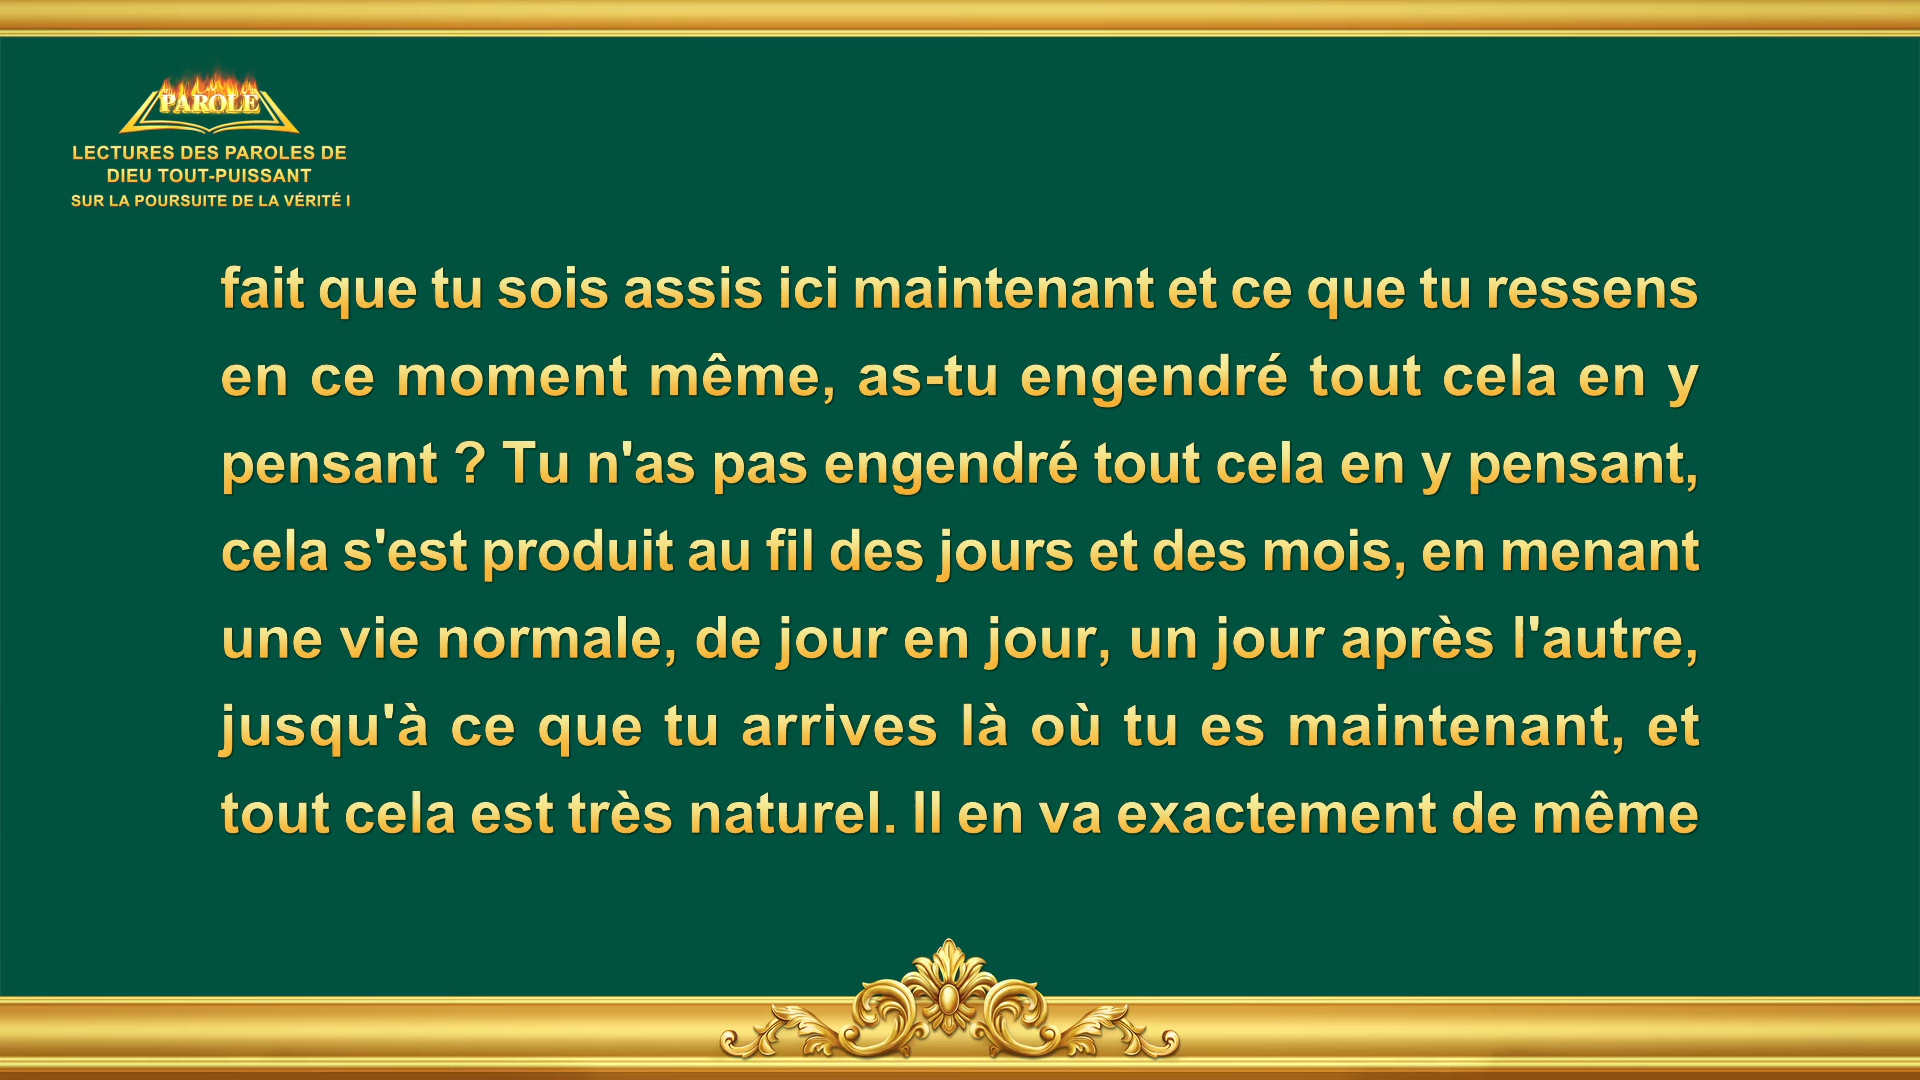 PAROLE
LECTURES DES PAROLES DE
DIEU TOUT-PUISSANT
SUR LA POURSUITE DE LA VÉRITÉ I
fait que tu sois assis ici maintenant et ce que tu ressens
en ce moment même, as-tu engendré tout cela en y
pensant ? Tu n'as pas engendré tout cela en y pensant,
cela s'est produit au fil des jours et des mois, en menant
une vie normale, de jour en jour, un jour après l'autre,
jusqu'à ce que tu arrives là où tu es maintenant, et
tout cela est très naturel. Il en va exactement de même